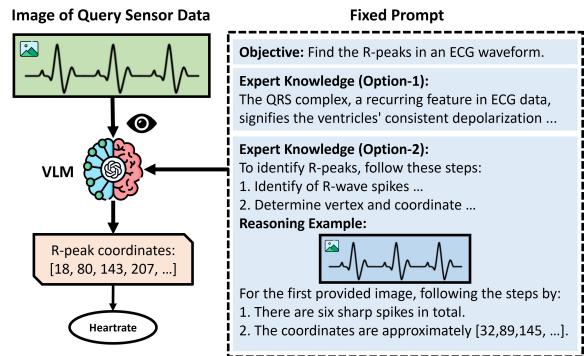 Image of Query Sensor Data
VLM
R-peak coordinates:
[18, 80, 143, 207, ...]
Heartrate
Fixed Prompt
Objective: Find the R-peaks in an ECG waveform.
Expert Knowledge (Option-1):
The QRS complex, a recurring feature in ECG data,
signifies the ventricles' consistent depolarization ...
Expert Knowledge (Option-2):
To identify R-peaks, follow these steps:
1. Identify of R-wave spikes ...
2. Determine vertex and coordinate ...
Reasoning Example:
For the first provided image, following the steps by:
1. There are six sharp spikes in total.
2. The coordinates are approximately [32,89,145, ...].